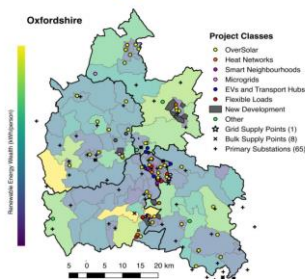 Oxfordshire
Renewable Energy Wealth (kWh/person)
Project Classes
OverSolar
Heat Networks
Smart Neighbourhoods
Microgrids
EVs and Transport Hubs
Flexible Loads
New Development
Other
Grid Supply Points (1)
Bulk Supply Points (8)
Primary Substations (65)
5 0 5 10 15 20 km